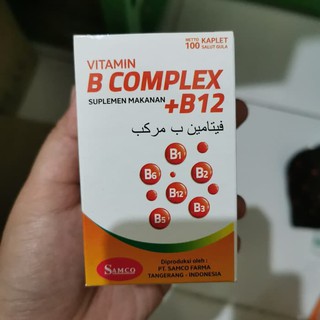 NETTO 100 KAPLET
SALUT GULA
VITAMIN
B COMPLEX
SUPLEMEN MAKANAN +B12
فيتامين ب مركب
B1
B6 B2
B12
B5 B3
SAMCO
Diproduksi oleh :
PT. SAMCO FARMA
TANGERANG - INDONESIA